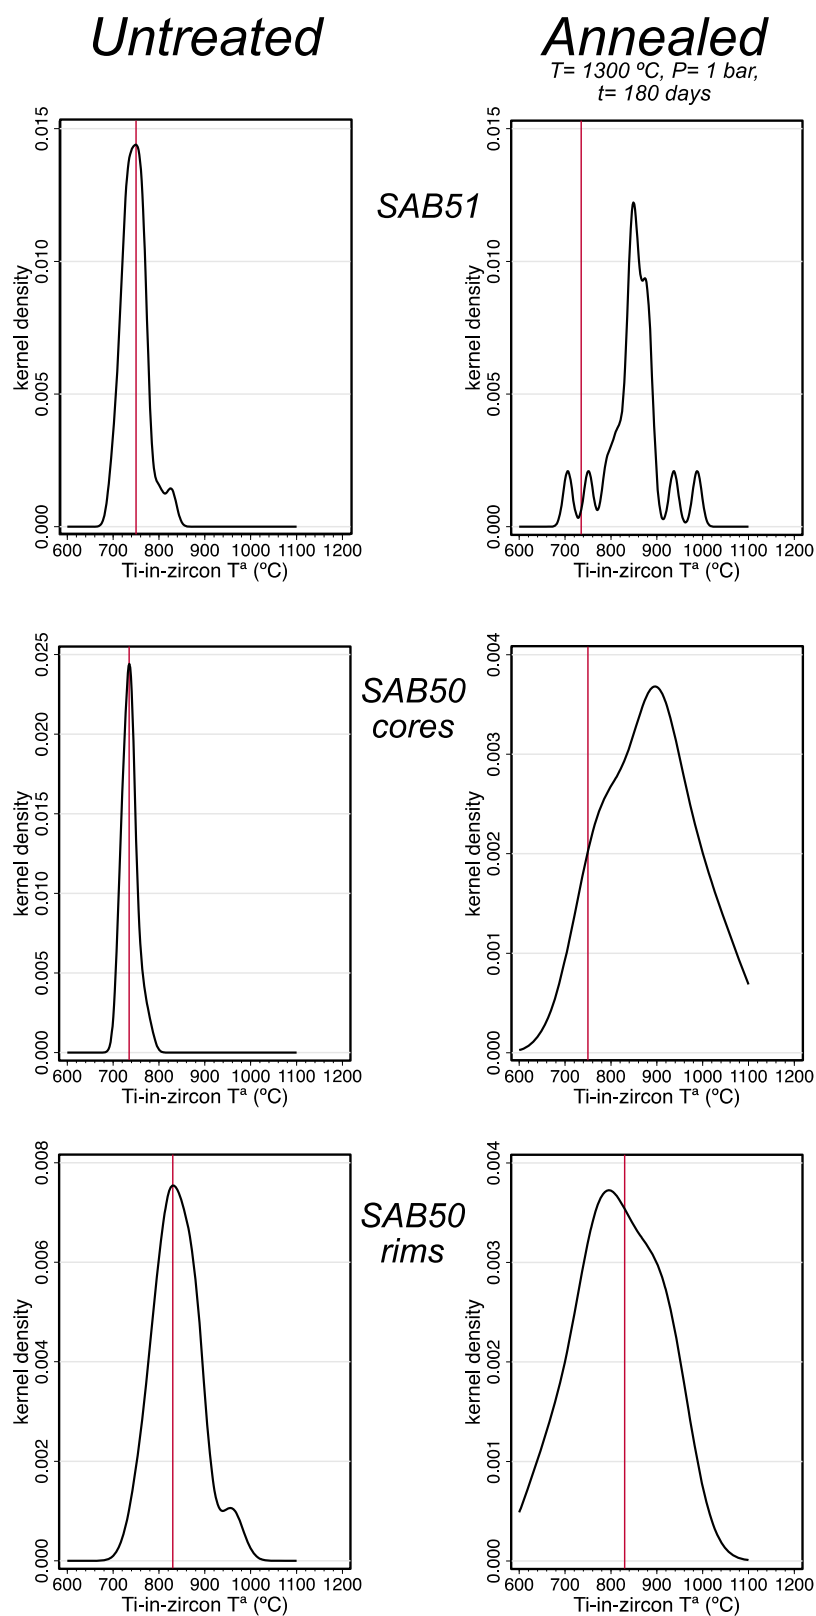 Untreated
Annealed
T= 1300 ºC, P= 1 bar,
t= 180 days
SAB51
kernel density
0.000 0.005 0.010 0.015
600 700 800 900 1000 1100 1200
Ti-in-zircon Tª (ºC)
kernel density
0.000 0.005 0.010 0.015
600 700 800 900 1000 1100 1200
Ti-in-zircon Tª (ºC)
SAB50
cores
kernel density
0.000 0.005 0.010 0.015 0.020 0.025
600 700 800 900 1000 1100 1200
Ti-in-zircon Tª (ºC)
kernel density
0.000 0.001 0.002 0.003 0.004
600 700 800 900 1000 1100 1200
Ti-in-zircon Tª (ºC)
SAB50
rims
kernel density
0.000 0.002 0.004 0.006 0.008
600 700 800 900 1000 1100 1200
Ti-in-zircon Tª (ºC)
kernel density
0.000 0.001 0.002 0.003 0.004
600 700 800 900 1000 1100 1200
Ti-in-zircon Tª (ºC)